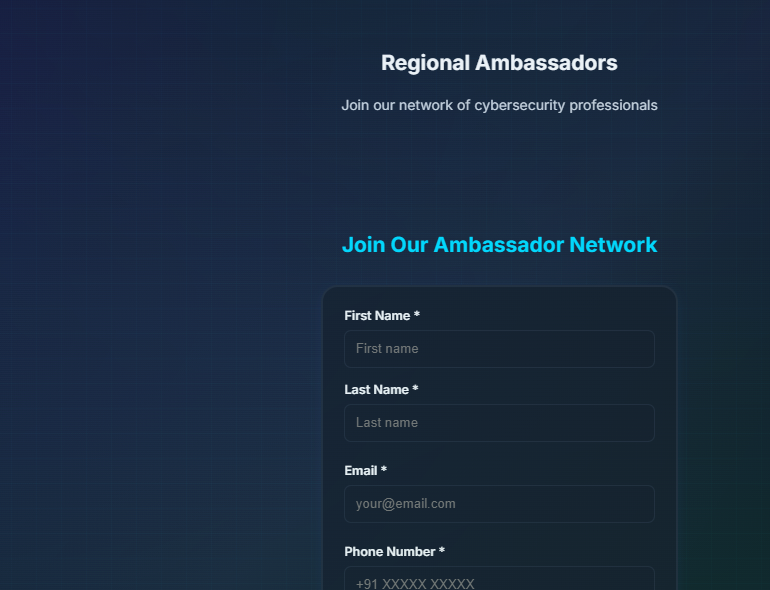 Regional Ambassadors
Join our network of cybersecurity professionals
Join Our Ambassador Network
First Name *
First name
Last Name *
Last name
Email *
your@email.com
Phone Number *
+91 XXXXX XXXXX